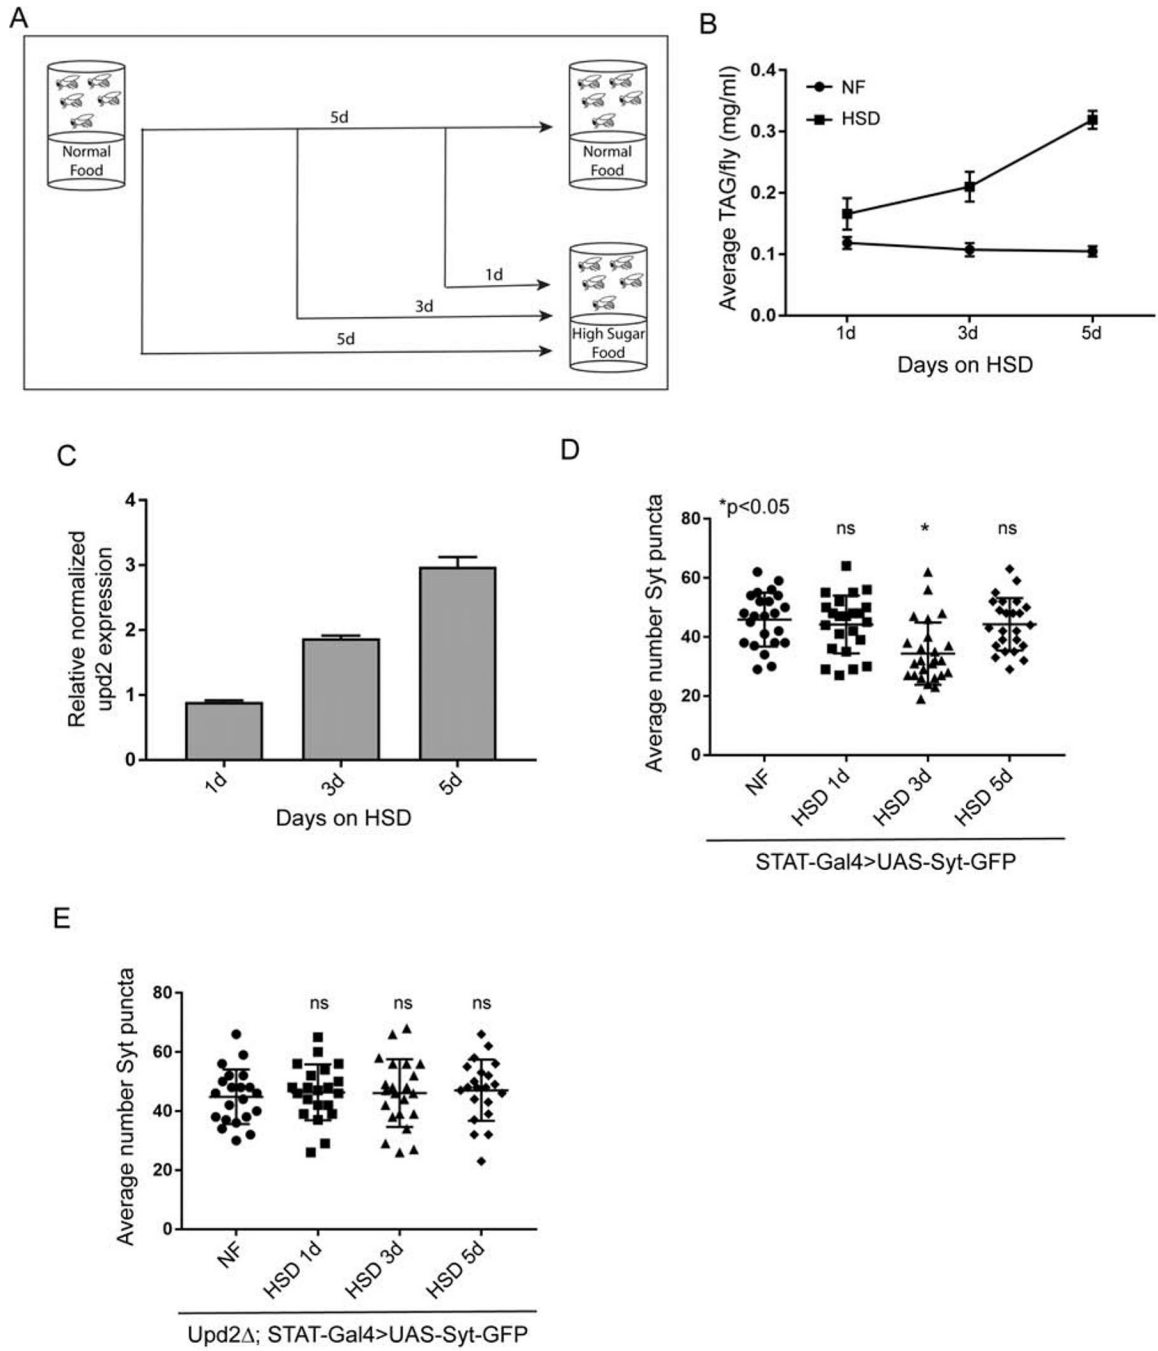 A
Normal
Food
5d
Normal
Food
1d
3d
5d
High Sugar
Food
B
Average TAG/fly (mg/ml)
0.4
0.3
0.2
0.1
0.0
NF
HSD
1d
3d
5d
Days on HSD
C
Relative normalized
upd2 expression
4
3
2
1
0
1d
3d
5d
Days on HSD
D
Average number Syt puncta
*p<0.05
80
60
40
20
0
ns
*
ns
NF
HSD 1d
HSD 3d
HSD 5d
STAT-Gal4>UAS-Syt-GFP
E
Average number Syt puncta
80
60
40
20
0
ns
ns
ns
NF
HSD 1d
HSD 3d
HSD 5d
Upd2Δ; STAT-Gal4>UAS-Syt-GFP